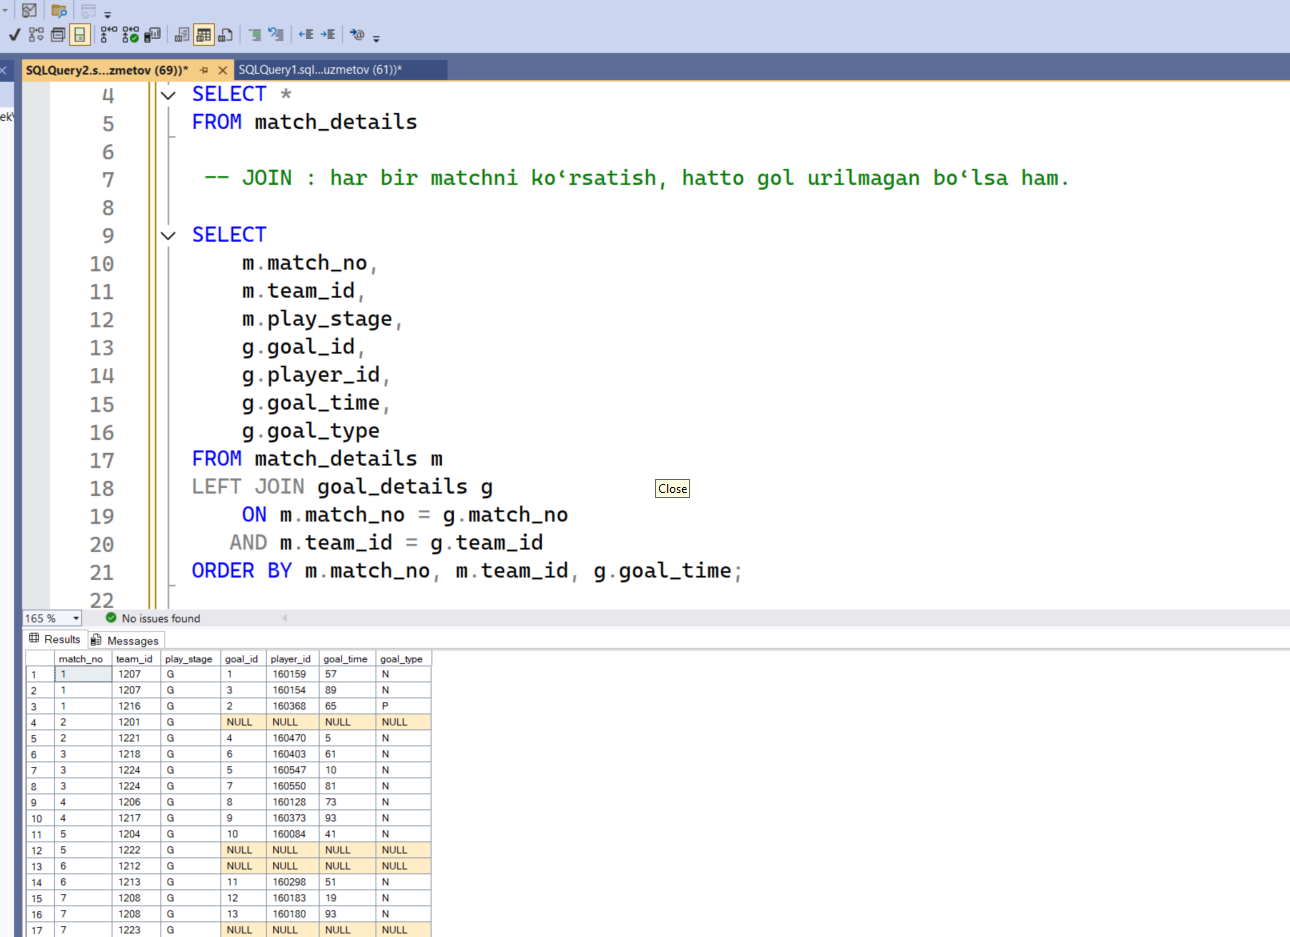 SQLQuery2.s...zmetov (69))* SQLQuery1.sql...uzmetov (61))*
4 SELECT *
5 FROM match_details
6
7 -- JOIN : har bir matchni ko‘rsatish, hatto gol urilmagan bo‘lsa ham.
8
9 SELECT
10 m.match_no,
11 m.team_id,
12 m.play_stage,
13 g.goal_id,
14 g.player_id,
15 g.goal_time,
16 g.goal_type
17 FROM match_details m
18 LEFT JOIN goal_details g
Close
19 ON m.match_no = g.match_no
20 AND m.team_id = g.team_id
21 ORDER BY m.match_no, m.team_id, g.goal_time;
22
165 % No issues found
Results Messages
match_no team_id play_stage goal_id player_id goal_time goal_type
1 1 1207 G 1 160159 57 N
2 1 1207 G 3 160154 89 N
3 1 1216 G 2 160368 65 P
4 2 1201 G NULL NULL NULL NULL
5 2 1221 G 4 160470 5 N
6 3 1218 G 6 160403 61 N
7 3 1224 G 5 160547 10 N
8 3 1224 G 7 160550 81 N
9 4 1206 G 8 160128 73 N
10 4 1217 G 9 160373 93 N
11 5 1204 G 10 160084 41 N
12 5 1222 G NULL NULL NULL NULL
13 6 1212 G NULL NULL NULL NULL
14 6 1213 G 11 160298 51 N
15 7 1208 G 12 160183 19 N
16 7 1208 G 13 160180 93 N
17 7 1223 G NULL NULL NULL NULL